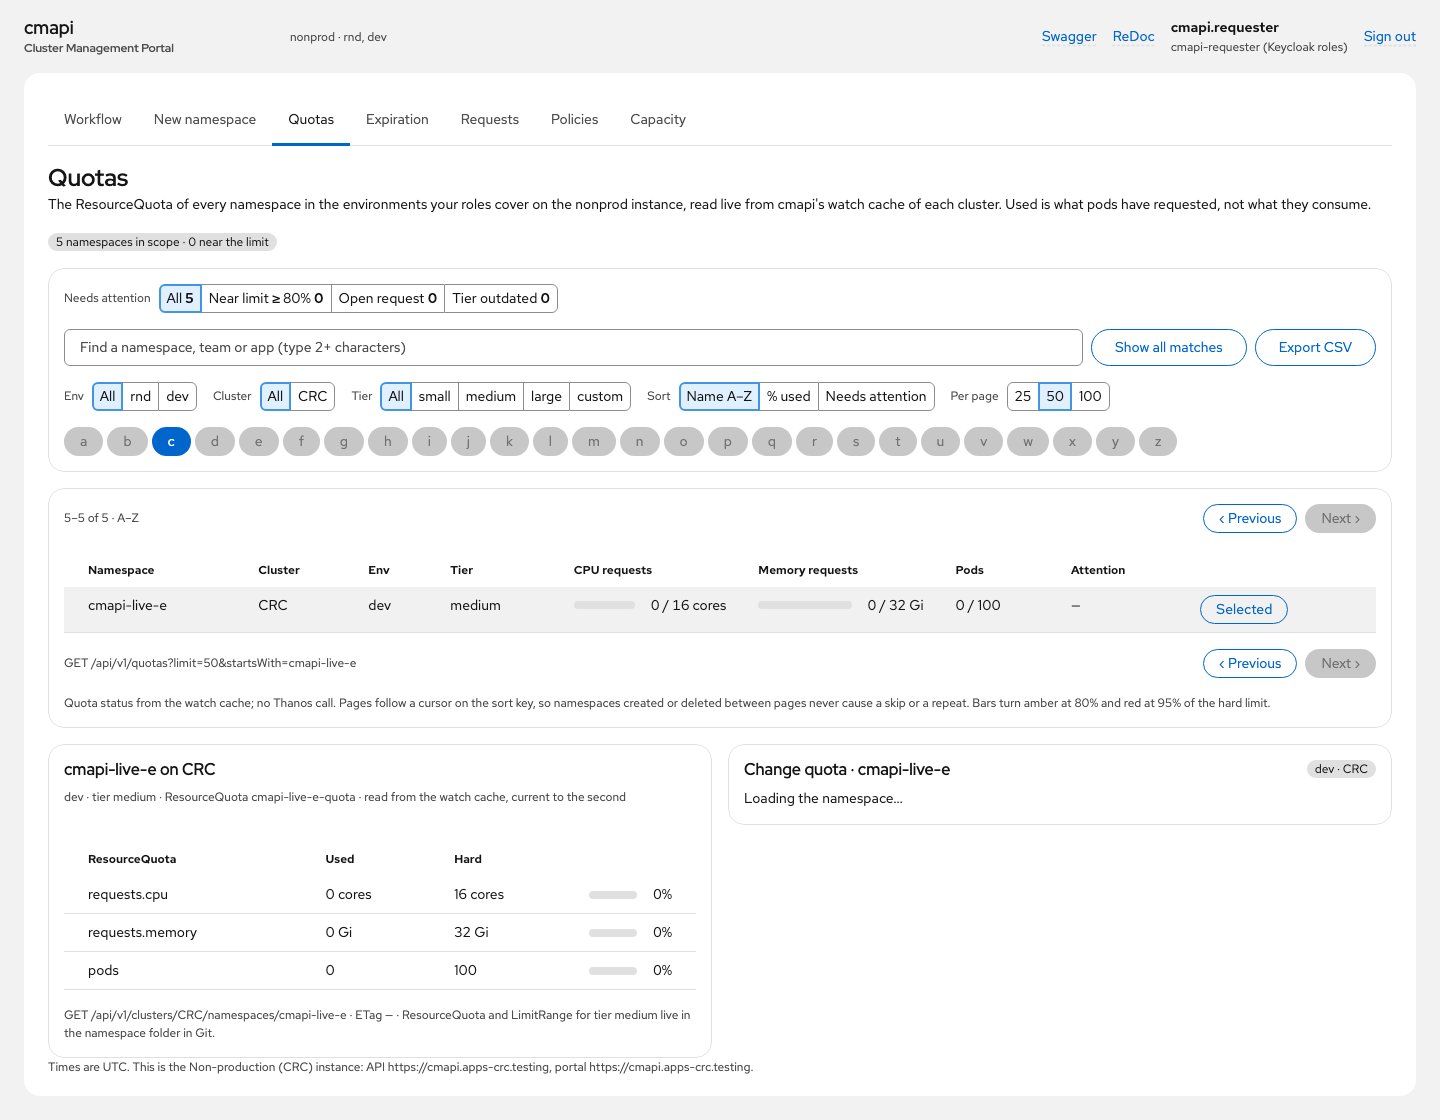 cmapi
Cluster Management Portal
nonprod · rnd, dev
Swagger
ReDoc
cmapi.requester
cmapi-requester (Keycloak roles)
Sign out
Workflow
New namespace
Quotas
Expiration
Requests
Policies
Capacity
Quotas
The ResourceQuota of every namespace in the environments your roles cover on the nonprod instance, read live from cmapi's watch cache of each cluster. Used is what pods have requested, not what they consume.
5 namespaces in scope · 0 near the limit
Needs attention
All 5
Near limit ≥ 80% 0
Open request 0
Tier outdated 0
Find a namespace, team or app (type 2+ characters)
Show all matches
Export CSV
Env
All
rnd
dev
Cluster
All
CRC
Tier
All
small
medium
large
custom
Sort
Name A–Z
% used
Needs attention
Per page
25
50
100
a b c d e f g h i j k l m n o p q r s t u v w x y z
5–5 of 5 · A–Z
‹ Previous
Next ›
Namespace Cluster Env Tier CPU requests Memory requests Pods Attention
cmapi-live-e CRC dev medium 0 / 16 cores 0 / 32 Gi 0 / 100 — Selected
GET /api/v1/quotas?limit=50&startsWith=cmapi-live-e
‹ Previous
Next ›
Quota status from the watch cache; no Thanos call. Pages follow a cursor on the sort key, so namespaces created or deleted between pages never cause a skip or a repeat. Bars turn amber at 80% and red at 95% of the hard limit.
cmapi-live-e on CRC
dev · tier medium · ResourceQuota cmapi-live-e-quota · read from the watch cache, current to the second
ResourceQuota Used Hard
requests.cpu 0 cores 16 cores 0%
requests.memory 0 Gi 32 Gi 0%
pods 0 100 0%
GET /api/v1/clusters/CRC/namespaces/cmapi-live-e · ETag — · ResourceQuota and LimitRange for tier medium live in
the namespace folder in Git.
Change quota · cmapi-live-e
dev · CRC
Loading the namespace…
Times are UTC. This is the Non-production (CRC) instance: API https://cmapi.apps-crc.testing, portal https://cmapi.apps-crc.testing.